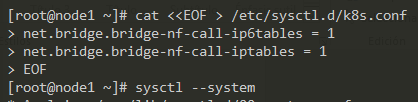 [root@node1 ~]# cat <<EOF > /etc/sysctl.d/k8s.conf
> net.bridge.bridge-nf-call-ip6tables = 1
> net.bridge.bridge-nf-call-iptables = 1
> EOF
[root@node1 ~]# sysctl --system